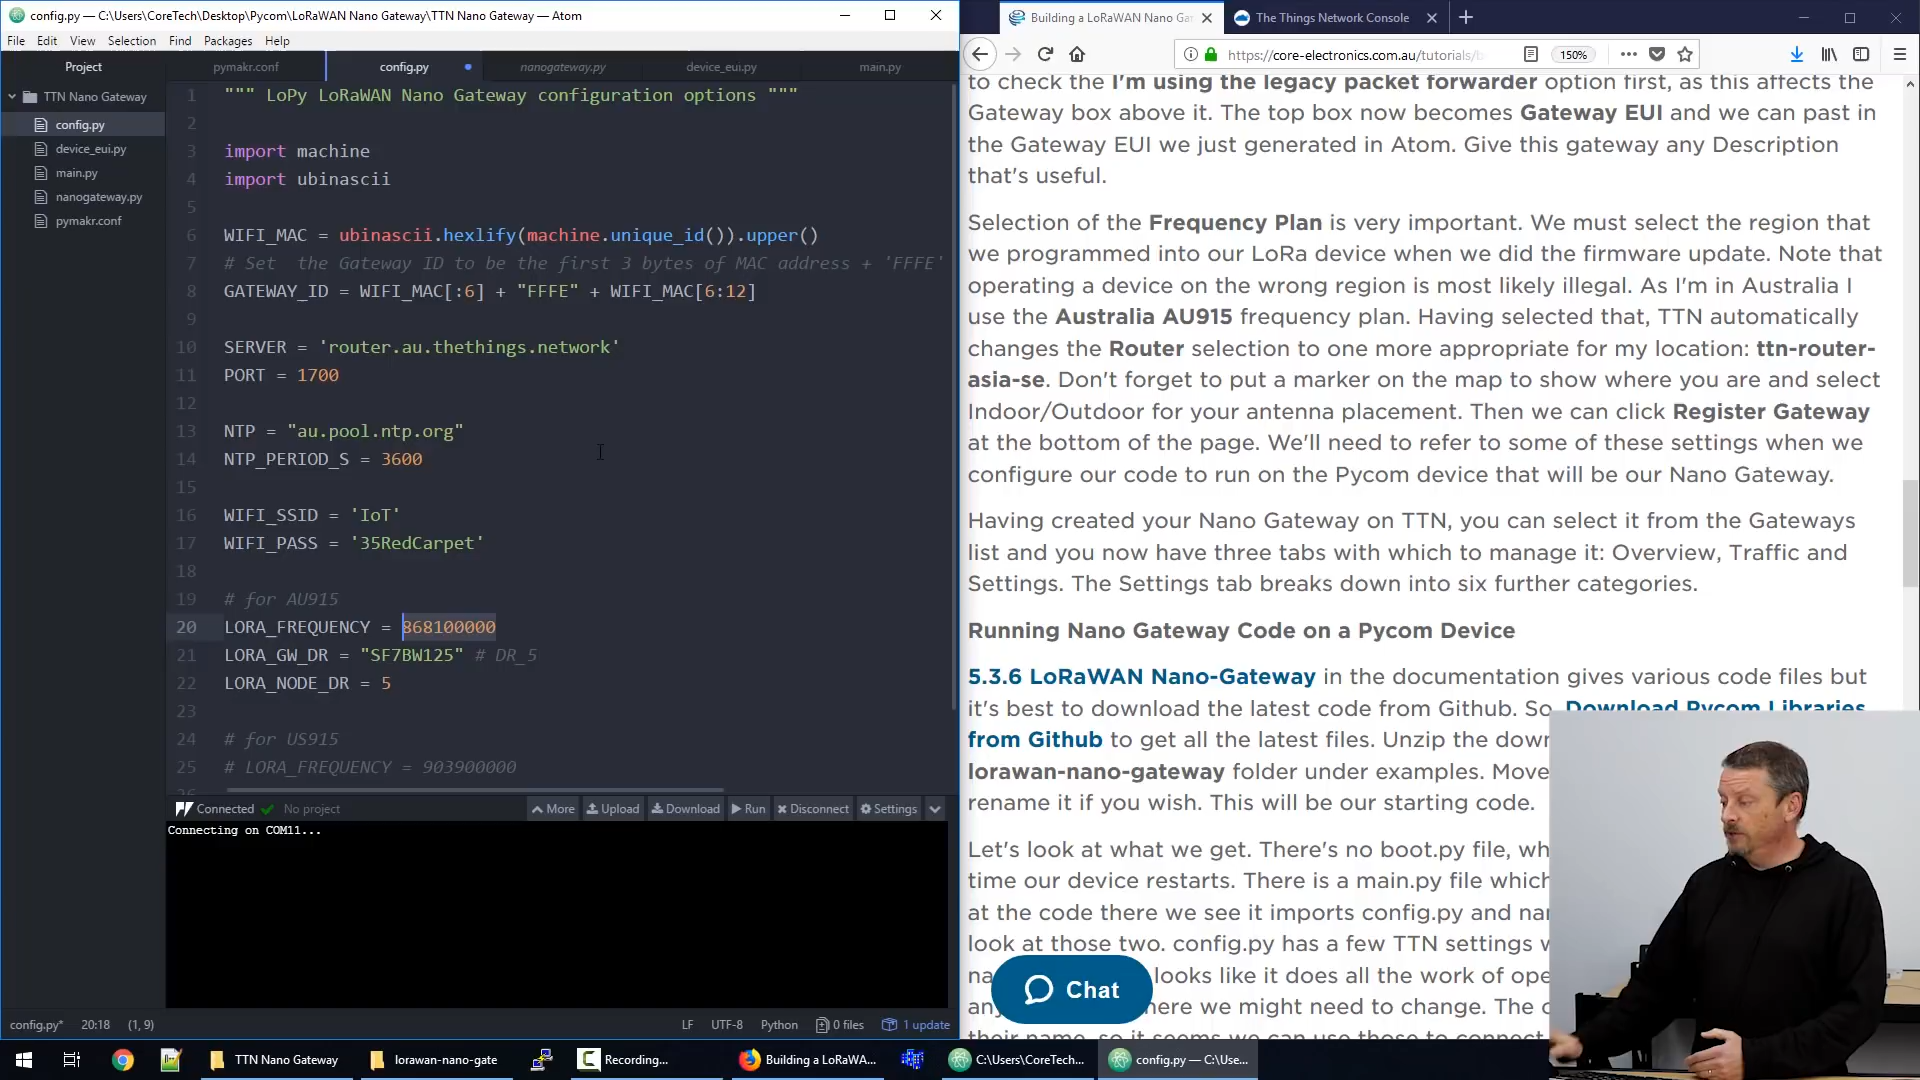 config.py — C:\Users\CoreTech\Desktop\Pycom\LoRaWAN Nano Gateway\TTN Nano Gateway — Atom
File Edit View Selection Find Packages Help
Project
TTN Nano Gateway
config.py
device_eui.py
main.py
nanogateway.py
pymakr.conf
pymakr.conf config.py nanogateway.py device_eui.py main.py
1 """ LoPy LoRaWAN Nano Gateway configuration options """
2
3 import machine
4 import ubinascii
5
6 WIFI_MAC = ubinascii.hexlify(machine.unique_id()).upper()
7 # Set  the Gateway ID to be the first 3 bytes of MAC address + 'FFFE'
8 GATEWAY_ID = WIFI_MAC[:6] + "FFFE" + WIFI_MAC[6:12]
9
10 SERVER = 'router.au.thethings.network'
11 PORT = 1700
12
13 NTP = "au.pool.ntp.org"
14 NTP_PERIOD_S = 3600
15
16 WIFI_SSID = 'IoT'
17 WIFI_PASS = '35RedCarpet'
18
19 # for AU915
20 LORA_FREQUENCY = 868100000
21 LORA_GW_DR = "SF7BW125" # DR_5
22 LORA_NODE_DR = 5
23
24 # for US915
25 # LORA_FREQUENCY = 903900000
Connected No project More Upload Download Run Disconnect Settings
Connecting on COM11...
config.py* 20:18 (1, 9) LF UTF-8 Python 0 files 1 update
Building a LoRaWAN Nano Ga The Things Network Console
https://core-electronics.com.au/tutorials/b 150%
to check the I'm using the legacy packet forwarder option first, as this affects the
Gateway box above it. The top box now becomes Gateway EUI and we can past in
the Gateway EUI we just generated in Atom. Give this gateway any Description
that's useful.
Selection of the Frequency Plan is very important. We must select the region that
we programmed into our LoRa device when we did the firmware update. Note that
operating a device on the wrong region is most likely illegal. As I'm in Australia I
use the Australia AU915 frequency plan. Having selected that, TTN automatically
changes the Router selection to one more appropriate for my location: ttn-router-
asia-se. Don't forget to put a marker on the map to show where you are and select
Indoor/Outdoor for your antenna placement. Then we can click Register Gateway
at the bottom of the page. We'll need to refer to some of these settings when we
configure our code to run on the Pycom device that will be our Nano Gateway.
Having created your Nano Gateway on TTN, you can select it from the Gateways
list and you now have three tabs with which to manage it: Overview, Traffic and
Settings. The Settings tab breaks down into six further categories.
Running Nano Gateway Code on a Pycom Device
5.3.6 LoRaWAN Nano-Gateway in the documentation gives various code files but
it's best to download the latest code from Github. So, Download Pycom Libraries
from Github to get all the latest files. Unzip the dow
lorawan-nano-gateway folder under examples. Move
rename it if you wish. This will be our starting code.
Let's look at what we get. There's no boot.py file, wh
time our device restarts. There is a main.py file which
at the code there we see it imports config.py and na
look at those two. config.py has a few TTN settings
na looks like it does all the work of ope
any here we might need to change. The
their name, so it seems we can use those to connect
Chat
TTN Nano Gateway lorawan-nano-gate Recording... Building a LoRaWA... C:\Users\CoreTech... config.py — C:\Use...